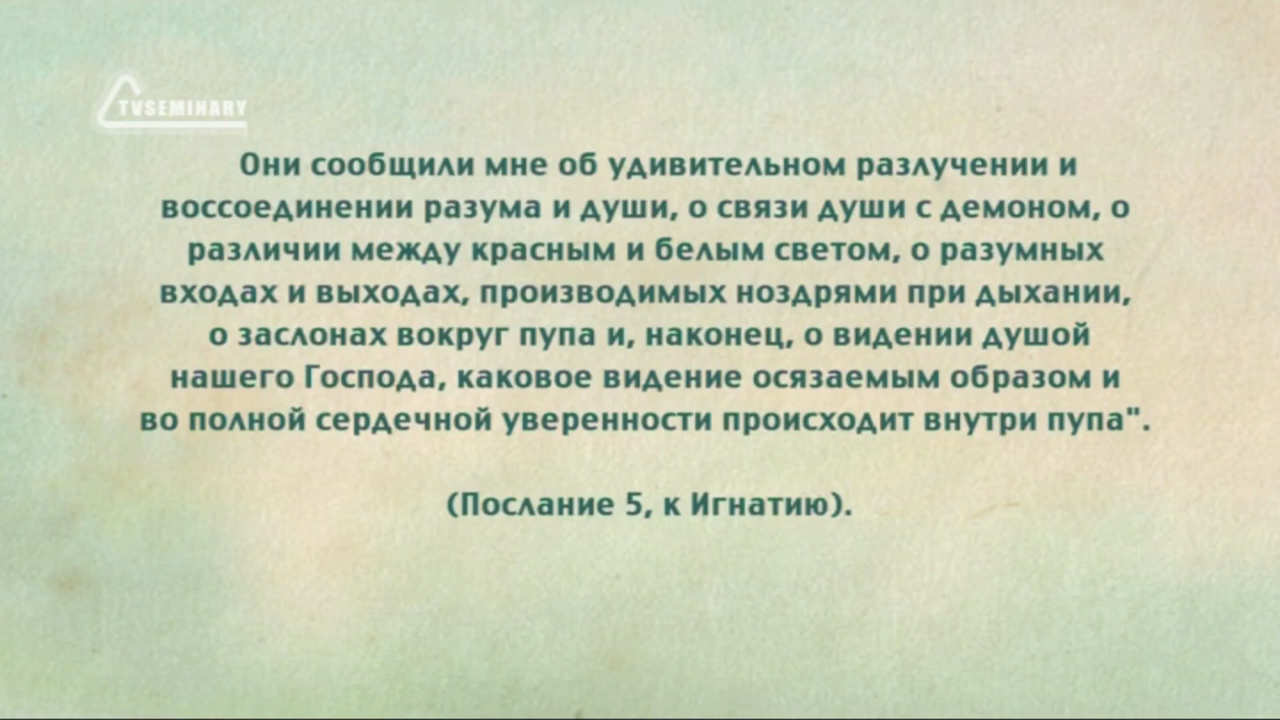 TVSEMINARY
Они сообщили мне об удивительном разлучении и
воссоединении разума и души, о связи души с демоном, о
различии между красным и белым светом, о разумных
входах и выходах, производимых ноздрями при дыхании,
о заслонах вокруг пупа и, наконец, о видении душой
нашего Господа, каковое видение осязаемым образом и
во полной сердечной уверенности происходит внутри пупа".
(Послание 5, к Игнатию).